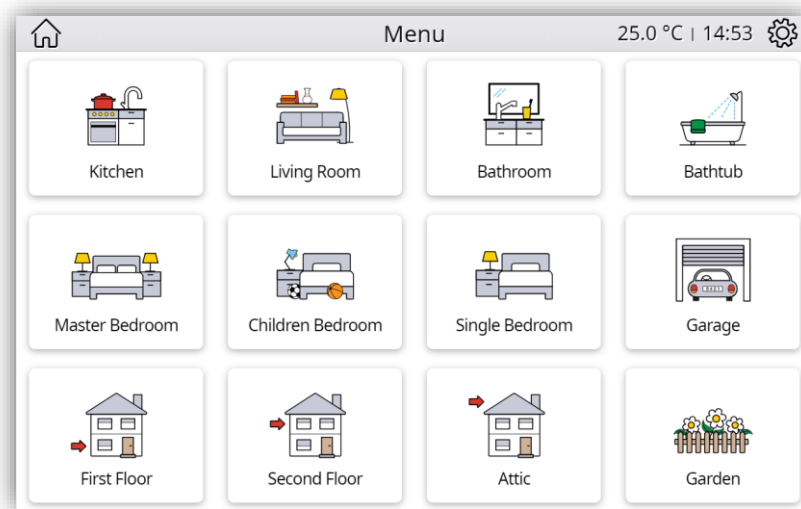 Menu
25.0 °C | 14:53
Kitchen
Living Room
Bathroom
Bathtub
Master Bedroom
Children Bedroom
Single Bedroom
Garage
First Floor
Second Floor
Attic
Garden